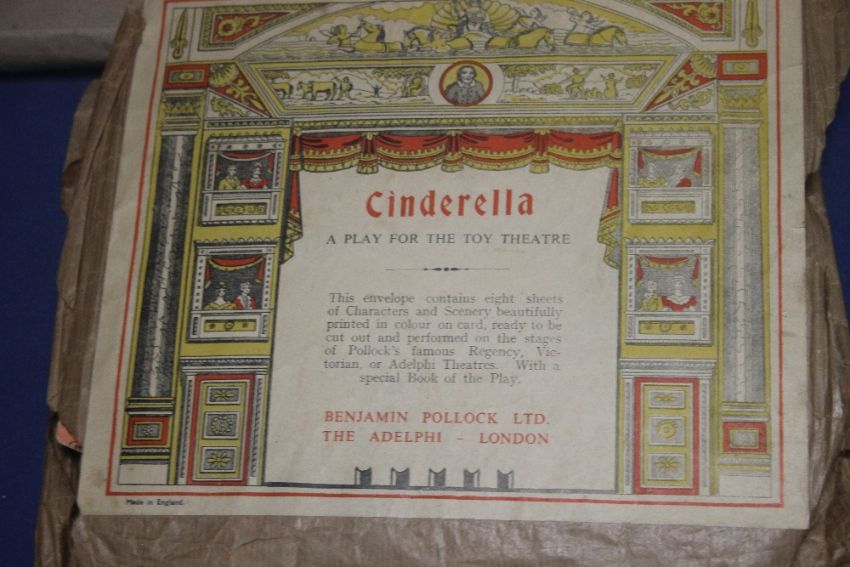 Cinderella
A PLAY FOR THE TOY THEATRE
This envelope contains eight sheets
of Characters and Scenery beautifully
printed in colour on card, ready to be
cut out and performed on the stages
of Pollock's famous Regency, Vic-
torian, or Adelphi Theatres. With a
special Book of the Play.
BENJAMIN POLLOCK LTD.
THE ADELPHI - LONDON
Made in England.